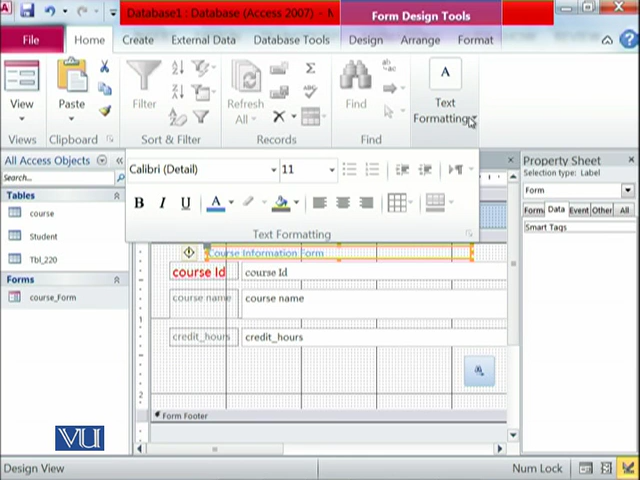 Database1 : Database (Access 2007) - M
Form Design Tools
File
Home
Create
External Data
Database Tools
Design
Arrange
Format
View
Paste
Filter
Refresh
All
Find
A
Text
Formatting
Views
Clipboard
Sort & Filter
Records
Find
All Access Objects
Search...
Tables
course
Student
Tbl_220
Forms
course_Form
Calibri (Detail)
11
B I U A
Text Formatting
Property Sheet
Selection type: Label
Form
Form
Data
Event
Other
All
Smart Tags
Course Information Form
course Id
course Id
course name
course name
credit_hours
credit_hours
1
2
Form Footer
VU
Design View
Num Lock